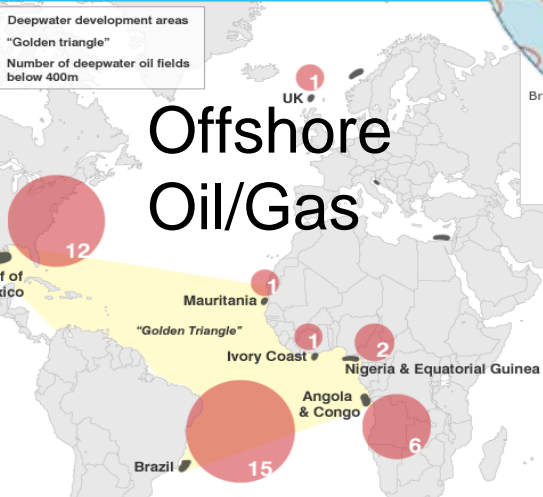 Deepwater development areas
“Golden triangle”
Number of deepwater oil fields
below 400m
Br
1
UK
Offshore
Oil/Gas
12
f of
ico
1
Mauritania
“Golden Triangle”
1
2
Ivory Coast
Nigeria & Equatorial Guinea
Angola
& Congo
6
Brazil
15